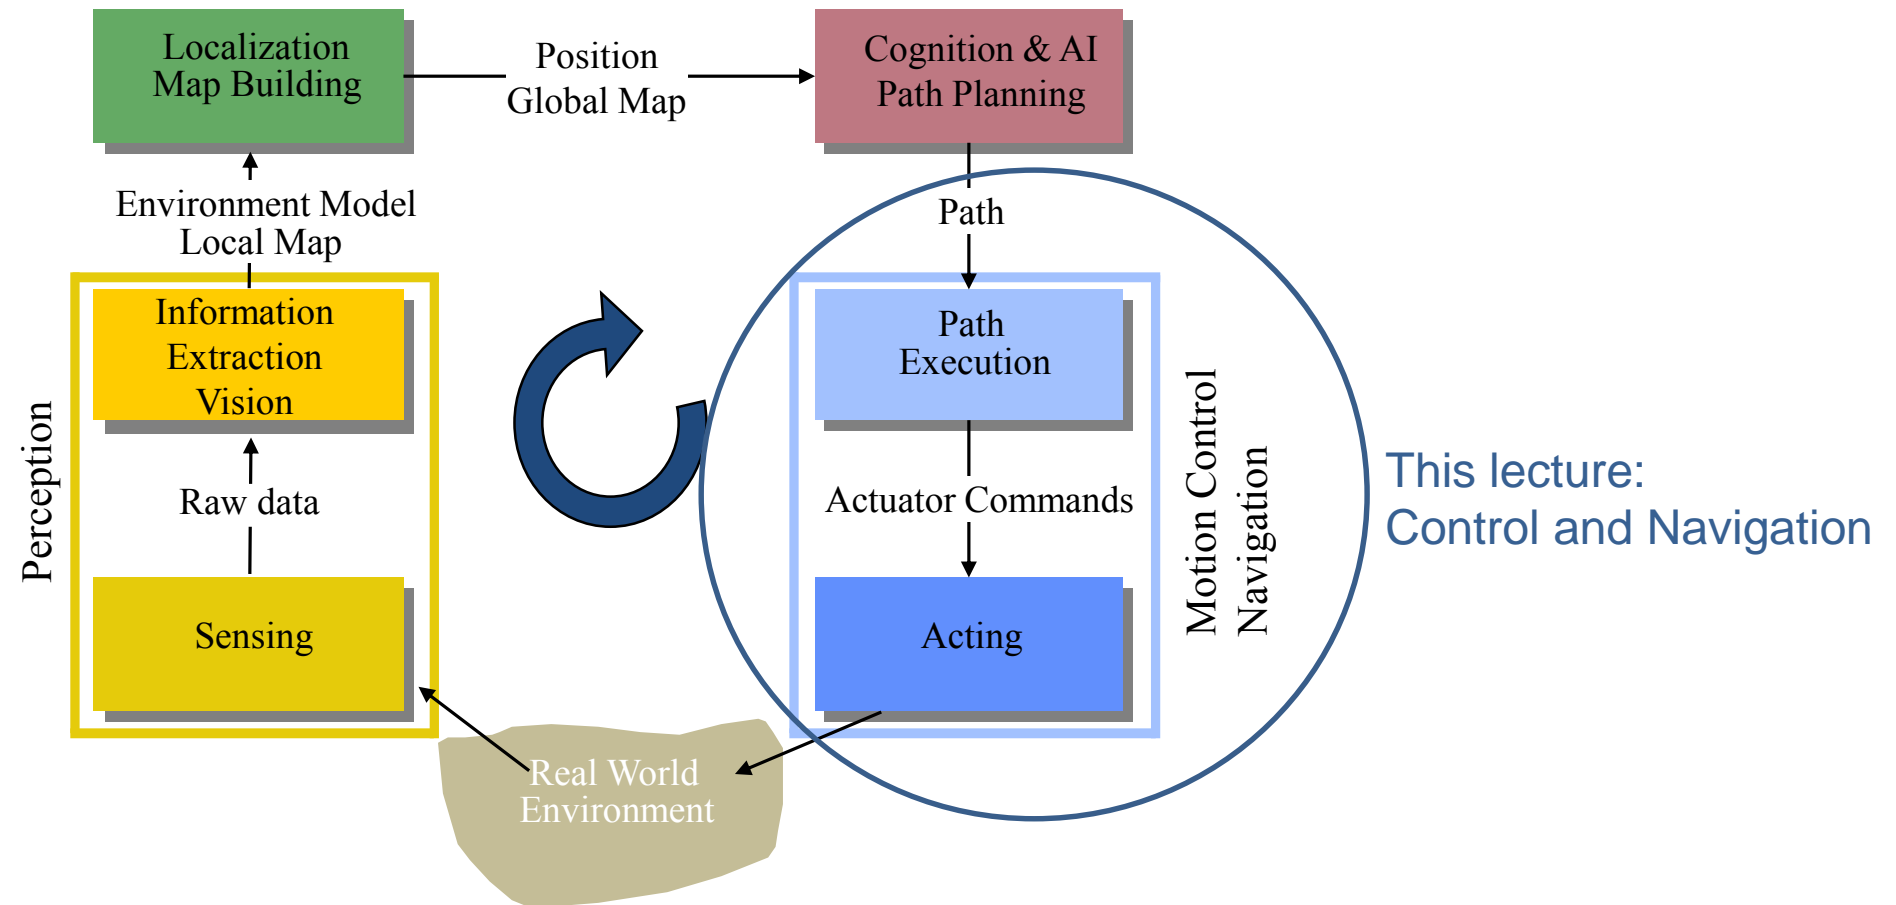 Localization
Map Building
Position
Global Map
Cognition & AI
Path Planning
Environment Model
Local Map
Path
Information
Extraction
Vision
Path
Execution
Perception
Raw data
Actuator Commands
Motion Control
Navigation
This lecture:
Control and Navigation
Sensing
Acting
Real World
Environment